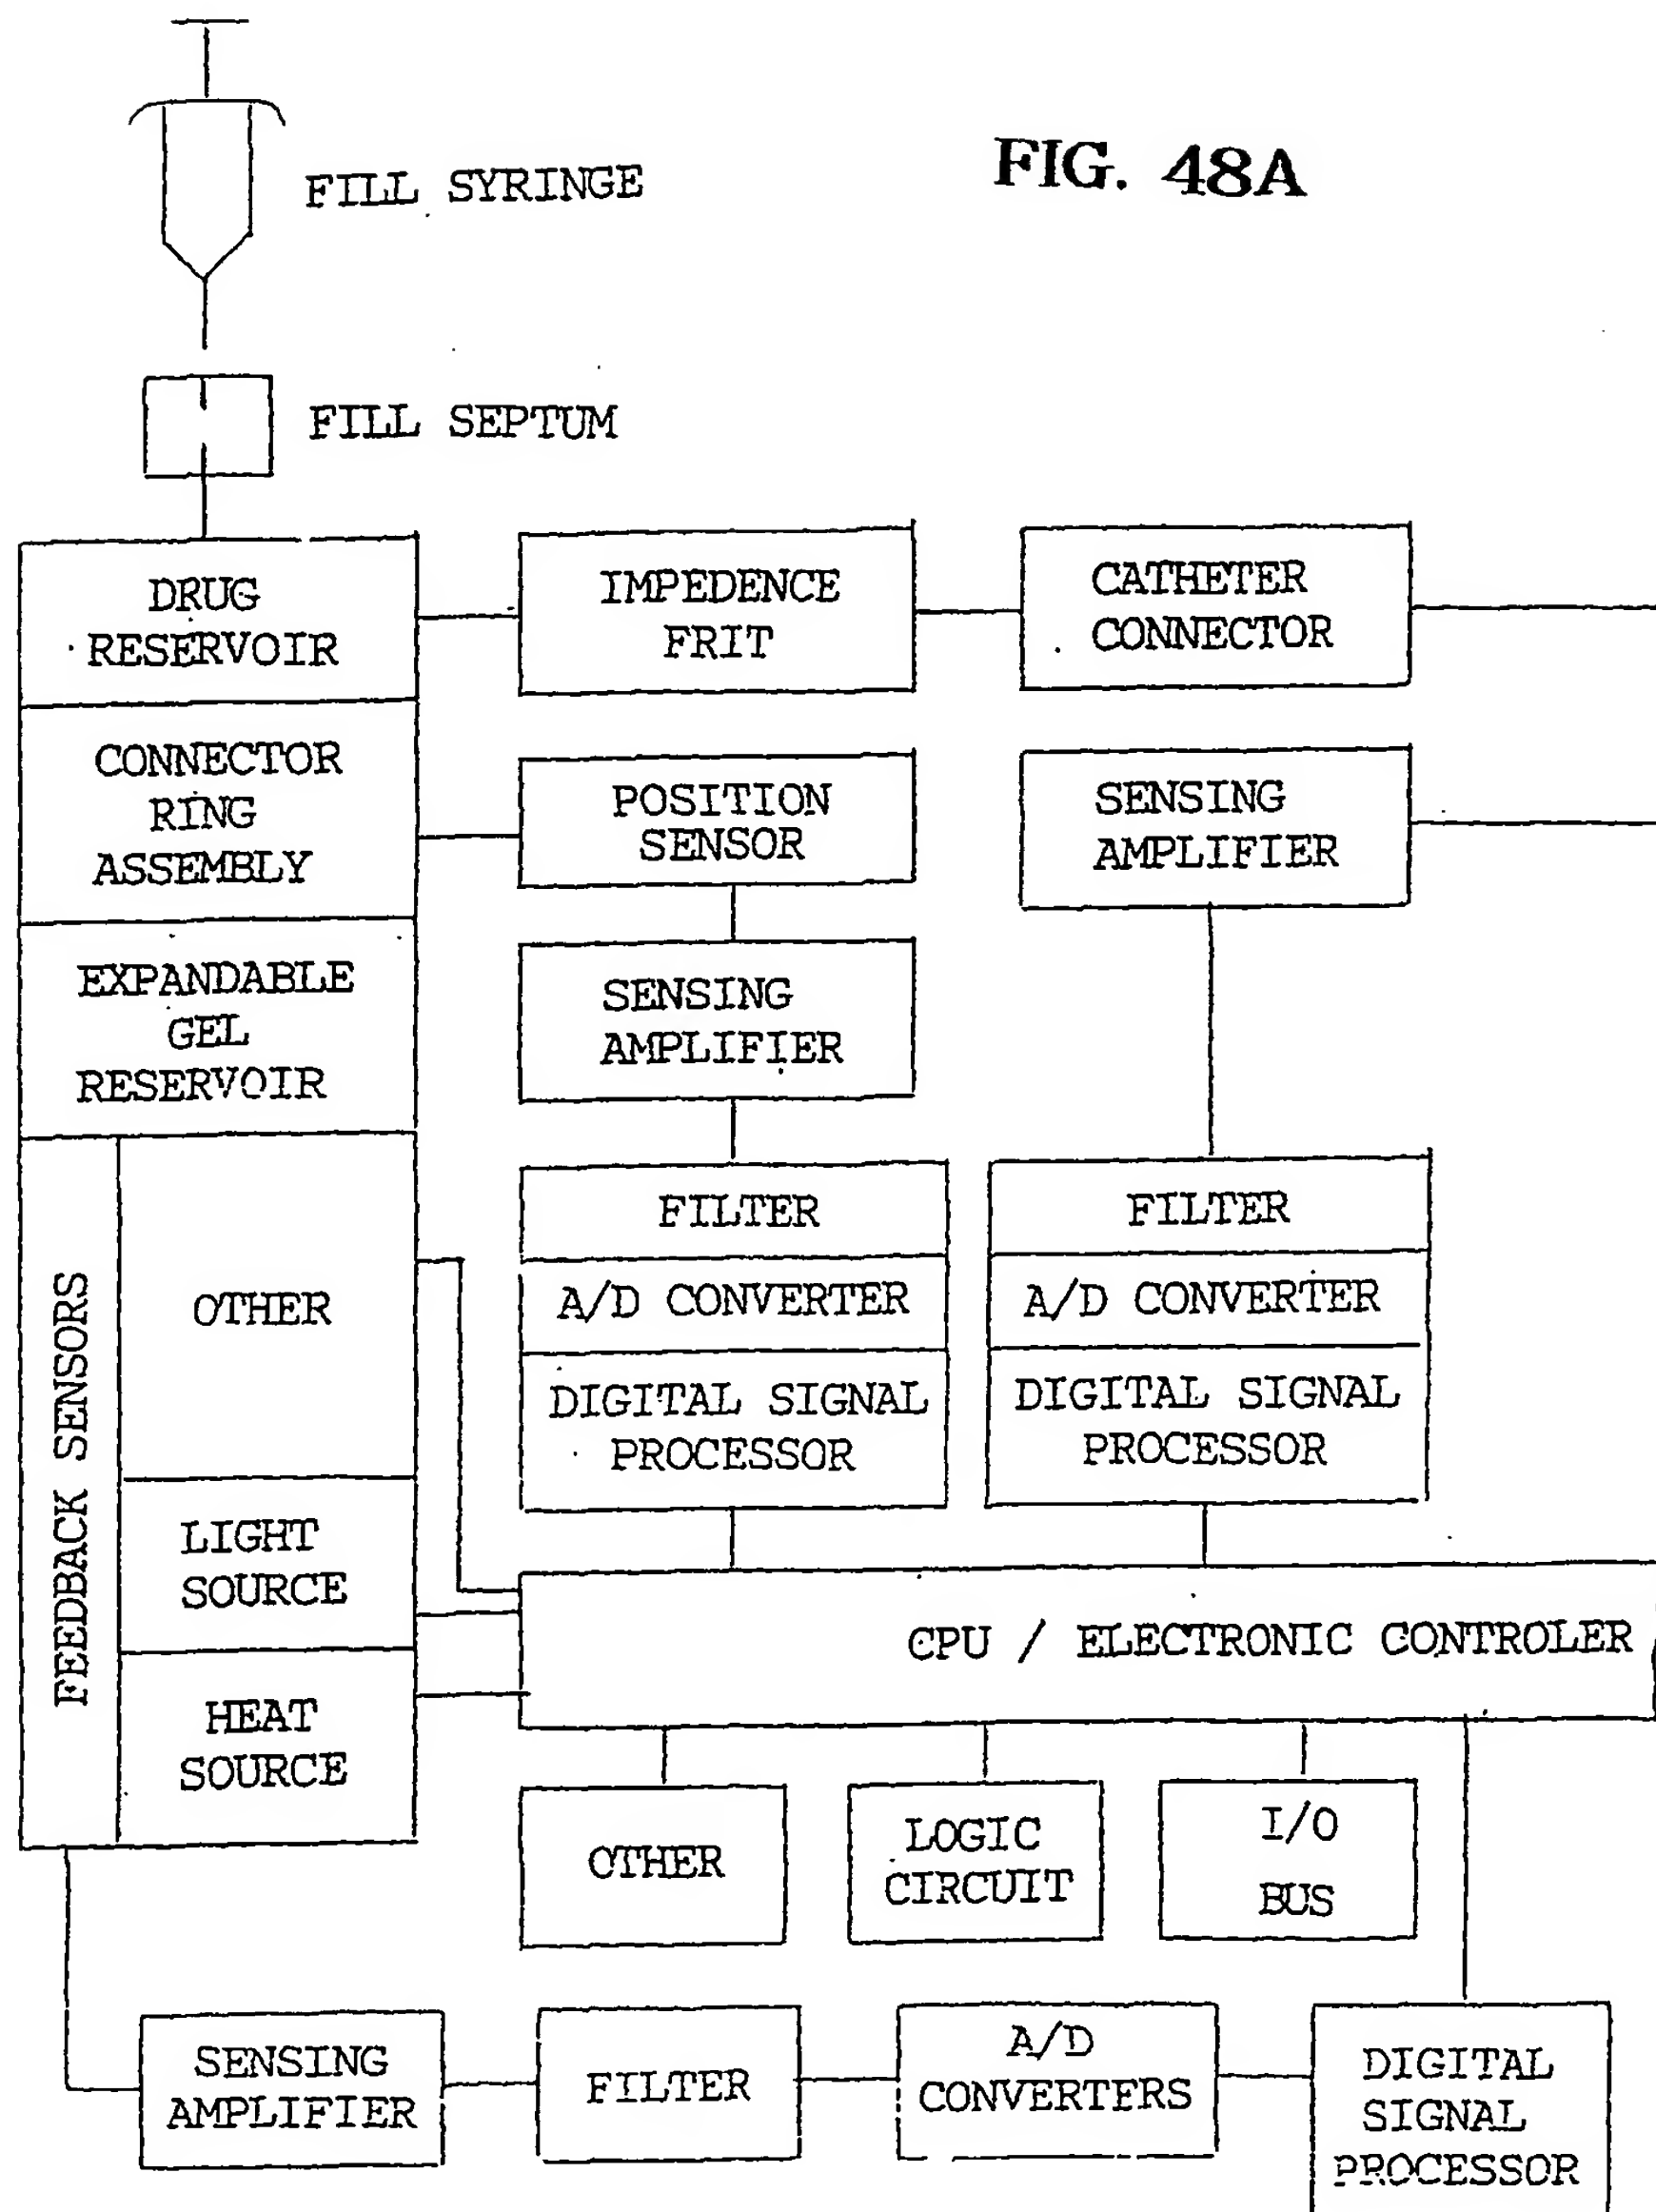 FIG. 48A
FILL SYRINGE
FILL SEPTUM
DRUG
RESERVOIR
IMPEDENCE
FRIT
CATHETER
CONNECTOR
CONNECTOR
RING
ASSEMBLY
POSITION
SENSOR
SENSING
AMPLIFIER
EXPANDABLE
GEL
RESERVOIR
SENSING
AMPLIFIER
FEEDBACK SENSORS
OTHER
LIGHT
SOURCE
HEAT
SOURCE
FILTER
A/D CONVERTER
DIGITAL SIGNAL
PROCESSOR
FILTER
A/D CONVERTER
DIGITAL SIGNAL
PROCESSOR
CPU / ELECTRONIC CONTROLER
OTHER
LOGIC
CIRCUIT
I/O
BUS
SENSING
AMPLIFIER
FILTER
A/D
CONVERTERS
DIGITAL
SIGNAL
PROCESSOR